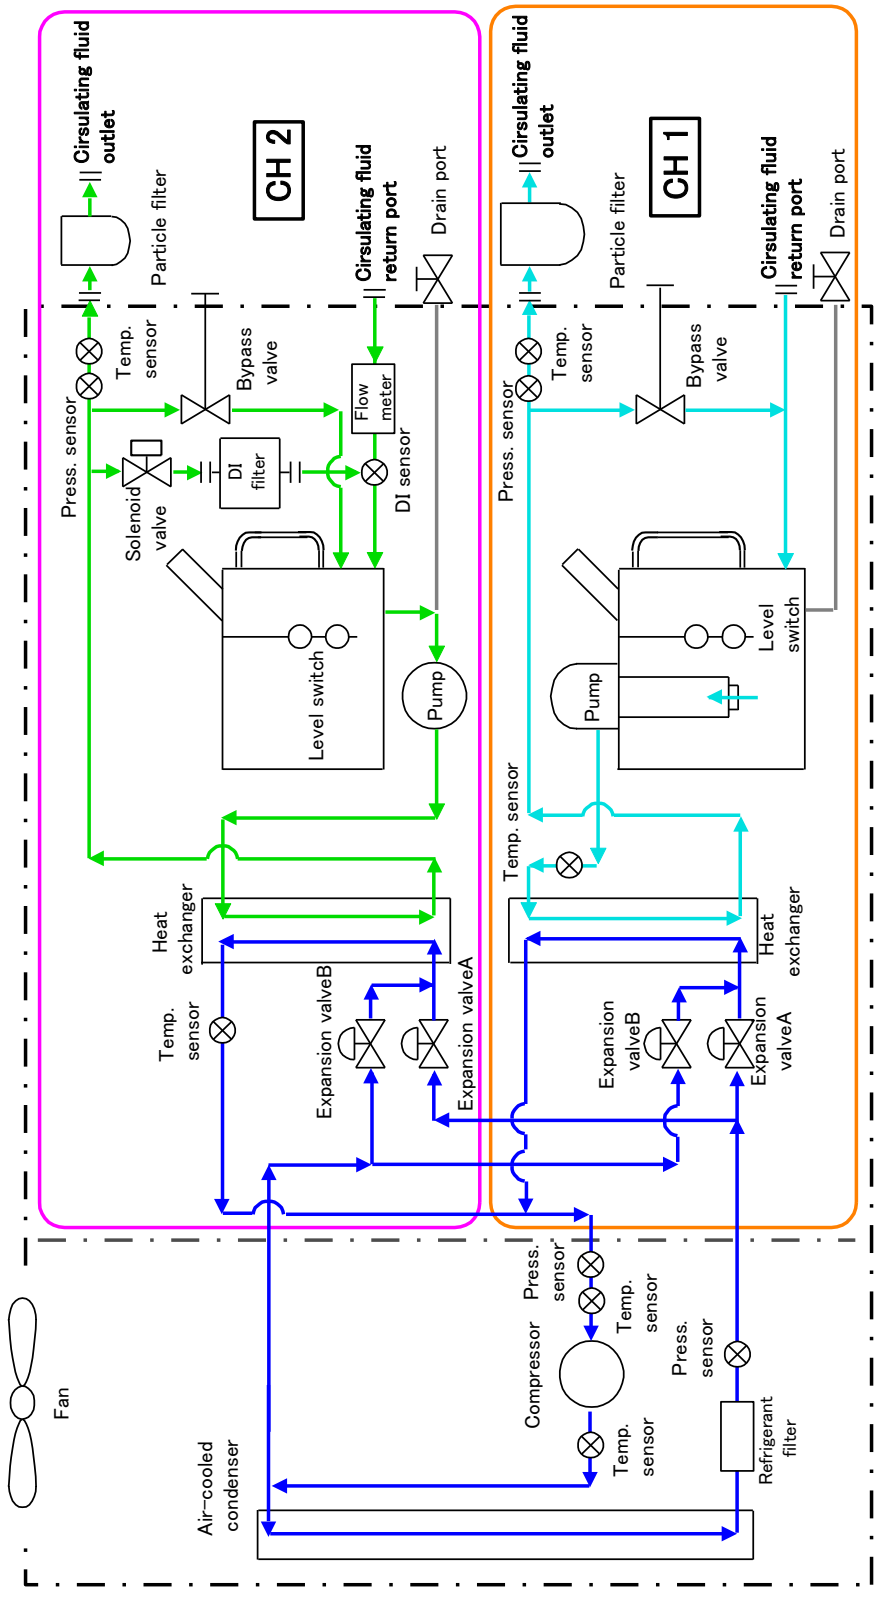 Cirsulating fluid
outlet
Particle filter
CH 2
Cirsulating fluid
return port
Drain port
Temp.
sensor
Press. sensor
Bypass
valve
Flow
meter
DI sensor
DI
filter
Solenoid
valve
Level switch
Pump
Heat
exchanger
Temp.
sensor
Expansion valveB
Expansion valveA
Cirsulating fluid
outlet
Particle filter
CH 1
Cirsulating fluid
return port
Drain port
Temp.
sensor
Press. sensor
Bypass
valve
Level
switch
Pump
Temp. sensor
Heat
exchanger
Expansion
valveB
Expansion
valveA
Press.
sensor
Temp.
sensor
Compressor
Temp.
sensor
Press.
sensor
Refrigerant
filter
Air-cooled
condenser
Fan